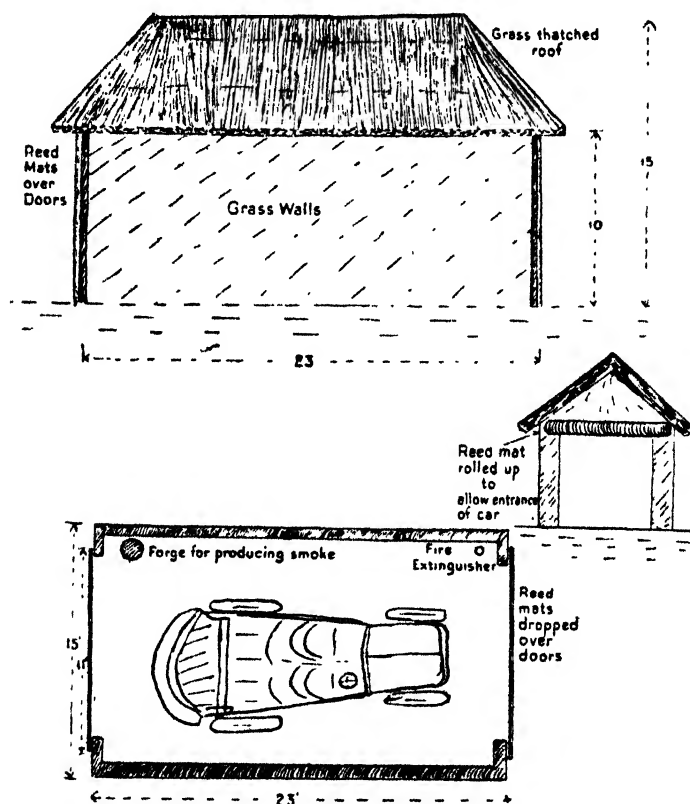 Grass thatched
roof
Reed
Mats
over
Doors
Grass Walls
15
10
23
Reed mat
rolled up
to
allow entrance
of car
Forge for producing smoke
Fire
Extinguisher
Reed
mats
dropped
over
doors
15'
11'
23'